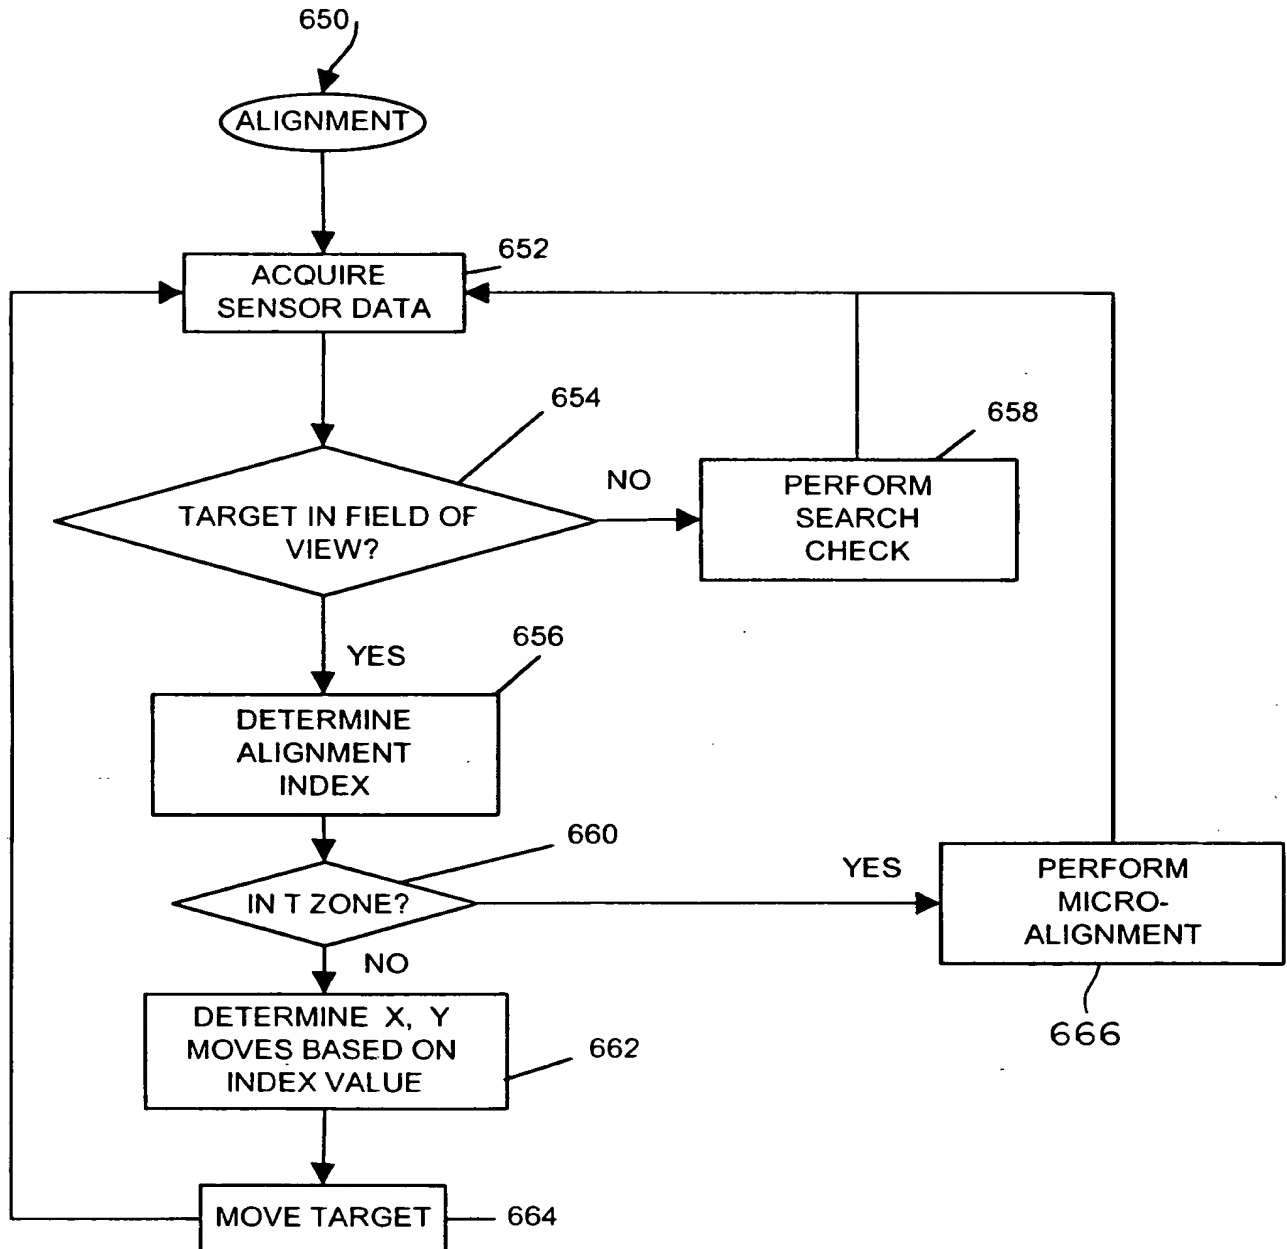 650
ALIGNMENT
652
ACQUIRE
SENSOR DATA
654
658
TARGET IN FIELD OF
VIEW?
NO
PERFORM
SEARCH
CHECK
YES
656
DETERMINE
ALIGNMENT
INDEX
660
IN T ZONE?
YES
PERFORM
MICRO-
ALIGNMENT
666
NO
DETERMINE X, Y
MOVES BASED ON
INDEX VALUE
662
MOVE TARGET
664